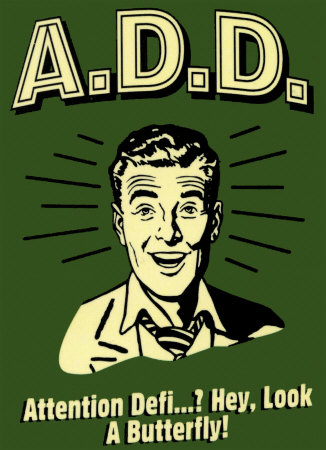 A.D.D.
Attention Defi...? Hey, Look
A Butterfly!